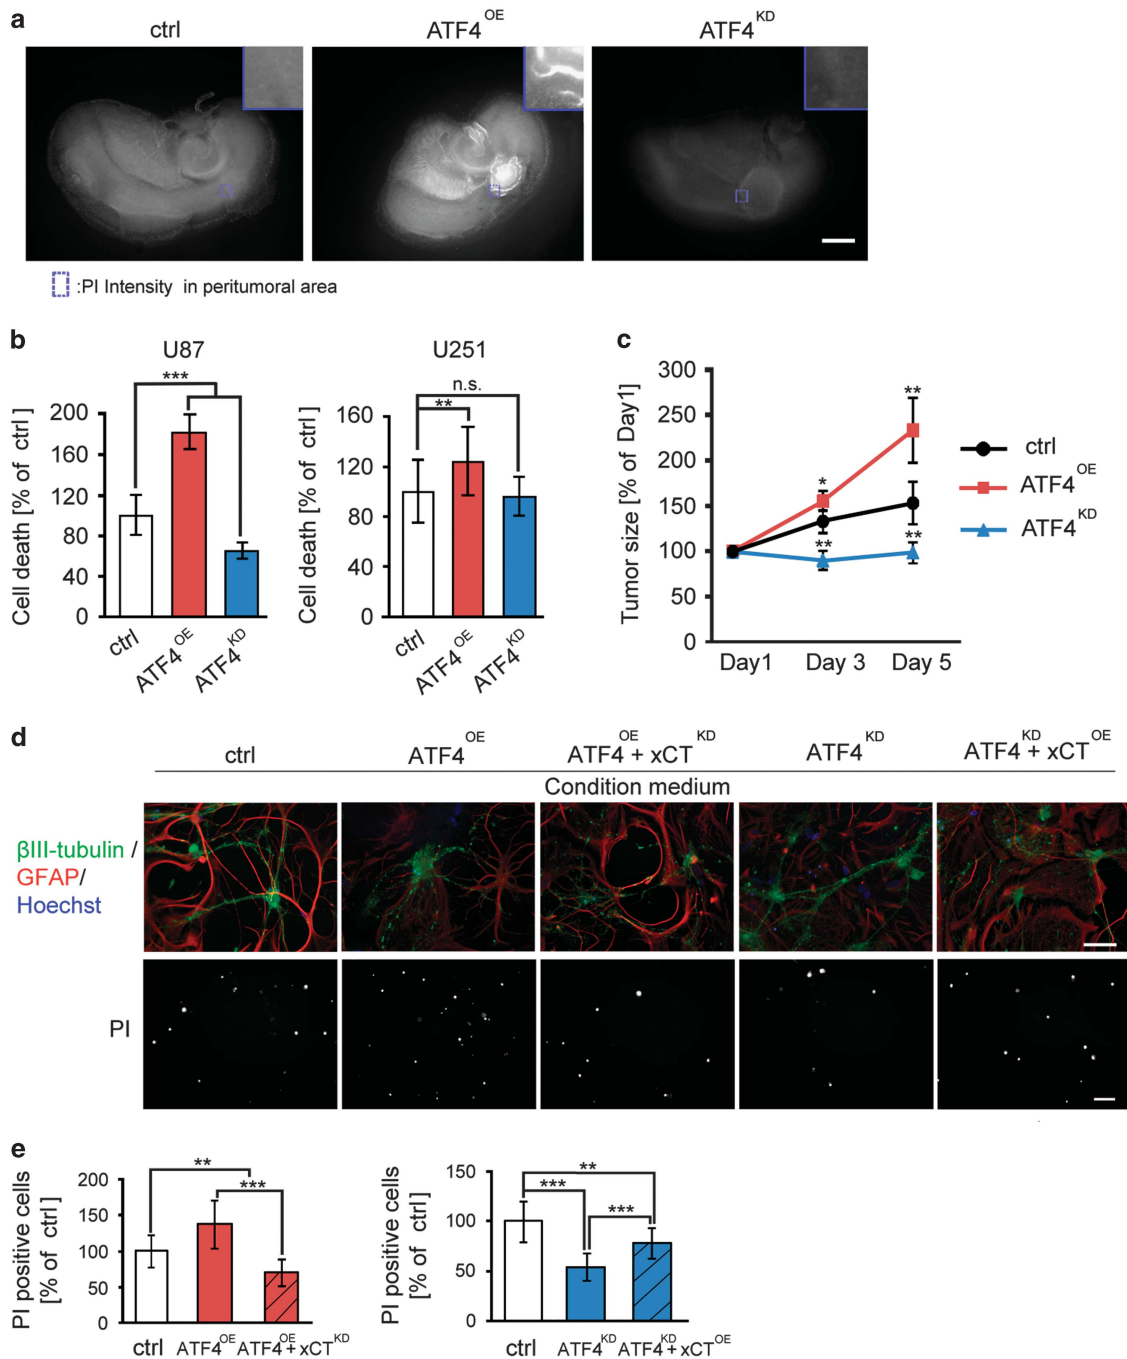 a
ctrl ATF4OE ATF4KD
:PI Intensity in peritumoral area
b
U87
***
Cell death [% of ctrl ]
200
160
120
80
40
0
ctrl
ATF4OE
ATF4KD
U251
n.s.
**
Cell death [% of ctrl ]
160
120
80
40
0
ctrl
ATF4OE
ATF4KD
c
Tumor size [% of Day1]
300
250
200
150
100
50
0
*
**
**
**
Day1 Day 3 Day 5
ctrl
ATF4OE
ATF4KD
d
ctrl ATF4OE ATF4OE + xCTKD ATF4KD ATF4KD + xCTOE
Condition medium
βIII-tubulin /
GFAP/
Hoechst
PI
e
PI positive cells
[% of ctrl ]
200
150
100
50
0
**
***
ctrl ATF4OE ATF4OE + xCTKD
PI positive cells
[% of ctrl ]
150
100
50
0
**
***
***
ctrl ATF4KD ATF4KD + xCTOE